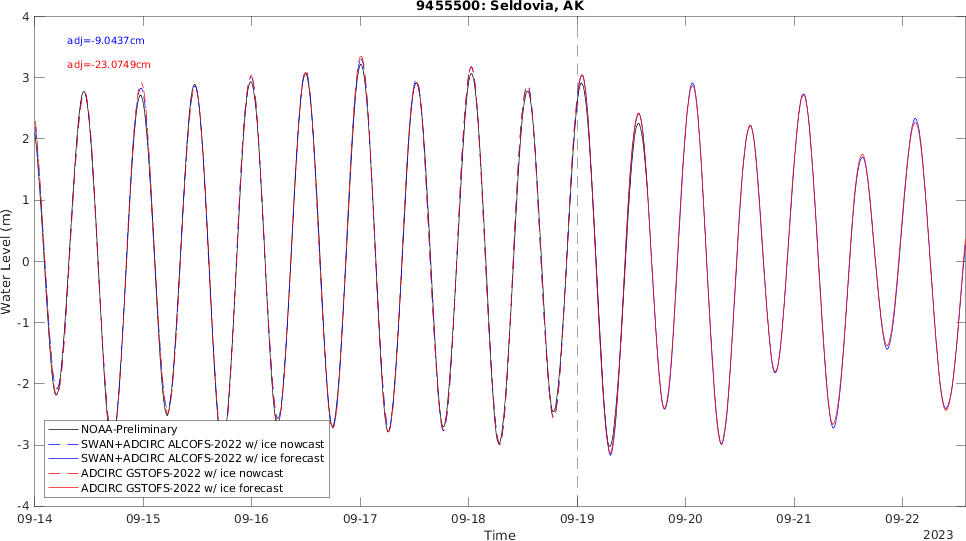 9455500: Seldovia, AK
adj=-9.0437cm
adj=-23.0749cm
Water Level (m)
4
3
2
1
0
-1
-2
-3
-4
NOAA-Preliminary
SWAN+ADCIRC ALCOFS-2022 w/ ice nowcast
SWAN+ADCIRC ALCOFS-2022 w/ ice forecast
ADCIRC GSTOFS-2022 w/ ice nowcast
ADCIRC GSTOFS-2022 w/ ice forecast
09-14 09-15 09-16 09-17 09-18 09-19 09-20 09-21 09-22
Time
2023